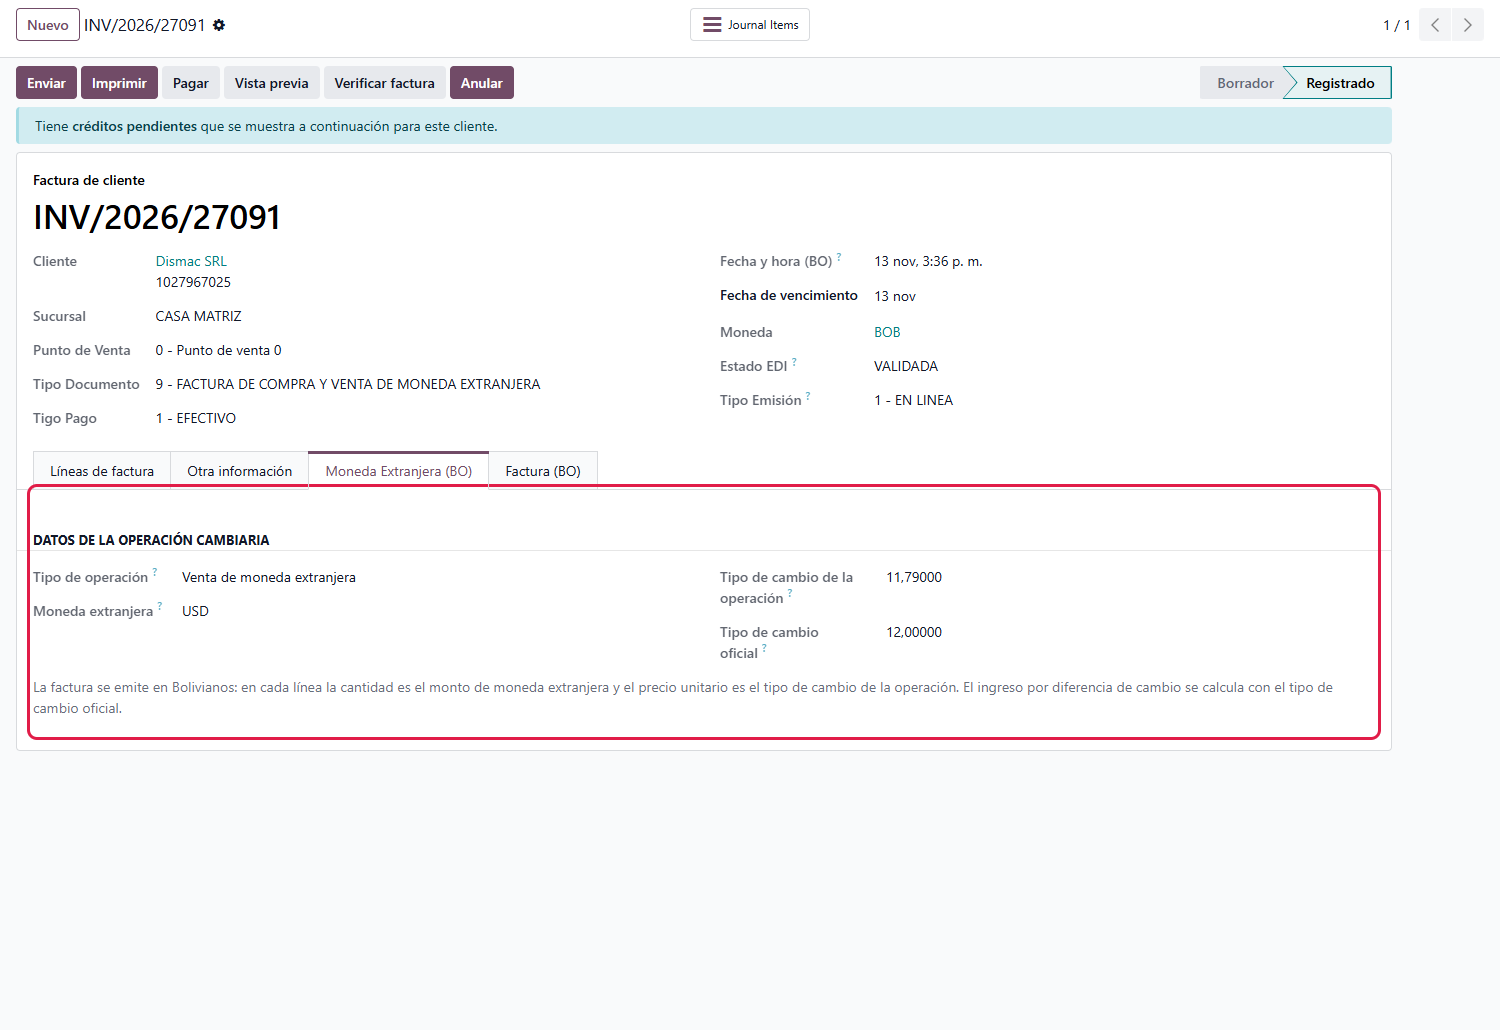 Nuevo INV/2026/27091
Journal Items
1 / 1
Enviar Imprimir Pagar Vista previa Verificar factura Anular
Borrador Registrado
Tiene créditos pendientes que se muestra a continuación para este cliente.
Factura de cliente
INV/2026/27091
Cliente Dismac SRL
1027967025
Sucursal CASA MATRIZ
Punto de Venta 0 - Punto de venta 0
Tipo Documento 9 - FACTURA DE COMPRA Y VENTA DE MONEDA EXTRANJERA
Tigo Pago 1 - EFECTIVO
Fecha y hora (BO) ? 13 nov, 3:36 p. m.
Fecha de vencimiento 13 nov
Moneda BOB
Estado EDI ? VALIDADA
Tipo Emisión ? 1 - EN LINEA
Líneas de factura Otra información Moneda Extranjera (BO) Factura (BO)
DATOS DE LA OPERACIÓN CAMBIARIA
Tipo de operación ? Venta de moneda extranjera
Moneda extranjera ? USD
Tipo de cambio de la 11,79000
operación ?
Tipo de cambio 12,00000
oficial ?
La factura se emite en Bolivianos: en cada línea la cantidad es el monto de moneda extranjera y el precio unitario es el tipo de cambio de la operación. El ingreso por diferencia de cambio se calcula con el tipo de
cambio oficial.